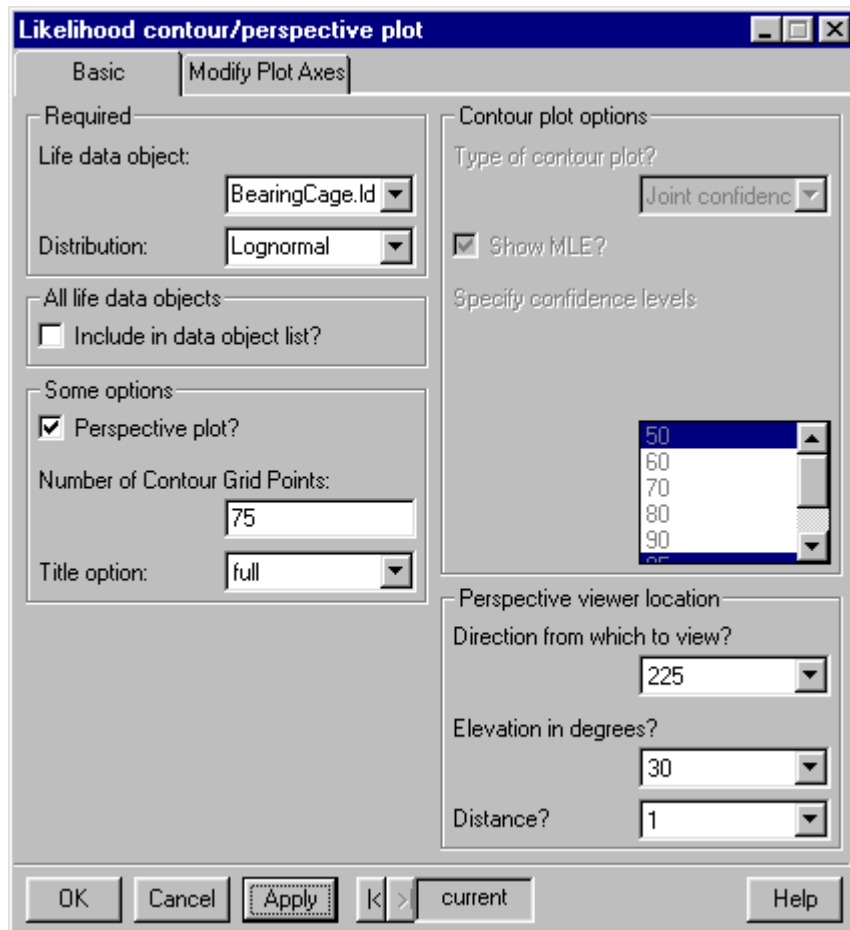 Likelihood contour/perspective plot
Basic
Modify Plot Axes
Required
Life data object:
BearingCage.ld
Distribution:
Lognormal
All life data objects
Include in data object list?
Some options
Perspective plot?
Number of Contour Grid Points:
75
Title option:
full
Contour plot options
Type of contour plot?
Joint confidenc
Show MLE?
Specify confidence levels
50
60
70
80
90
Perspective viewer location
Direction from which to view?
225
Elevation in degrees?
30
Distance?
1
OK
Cancel
Apply
current
Help